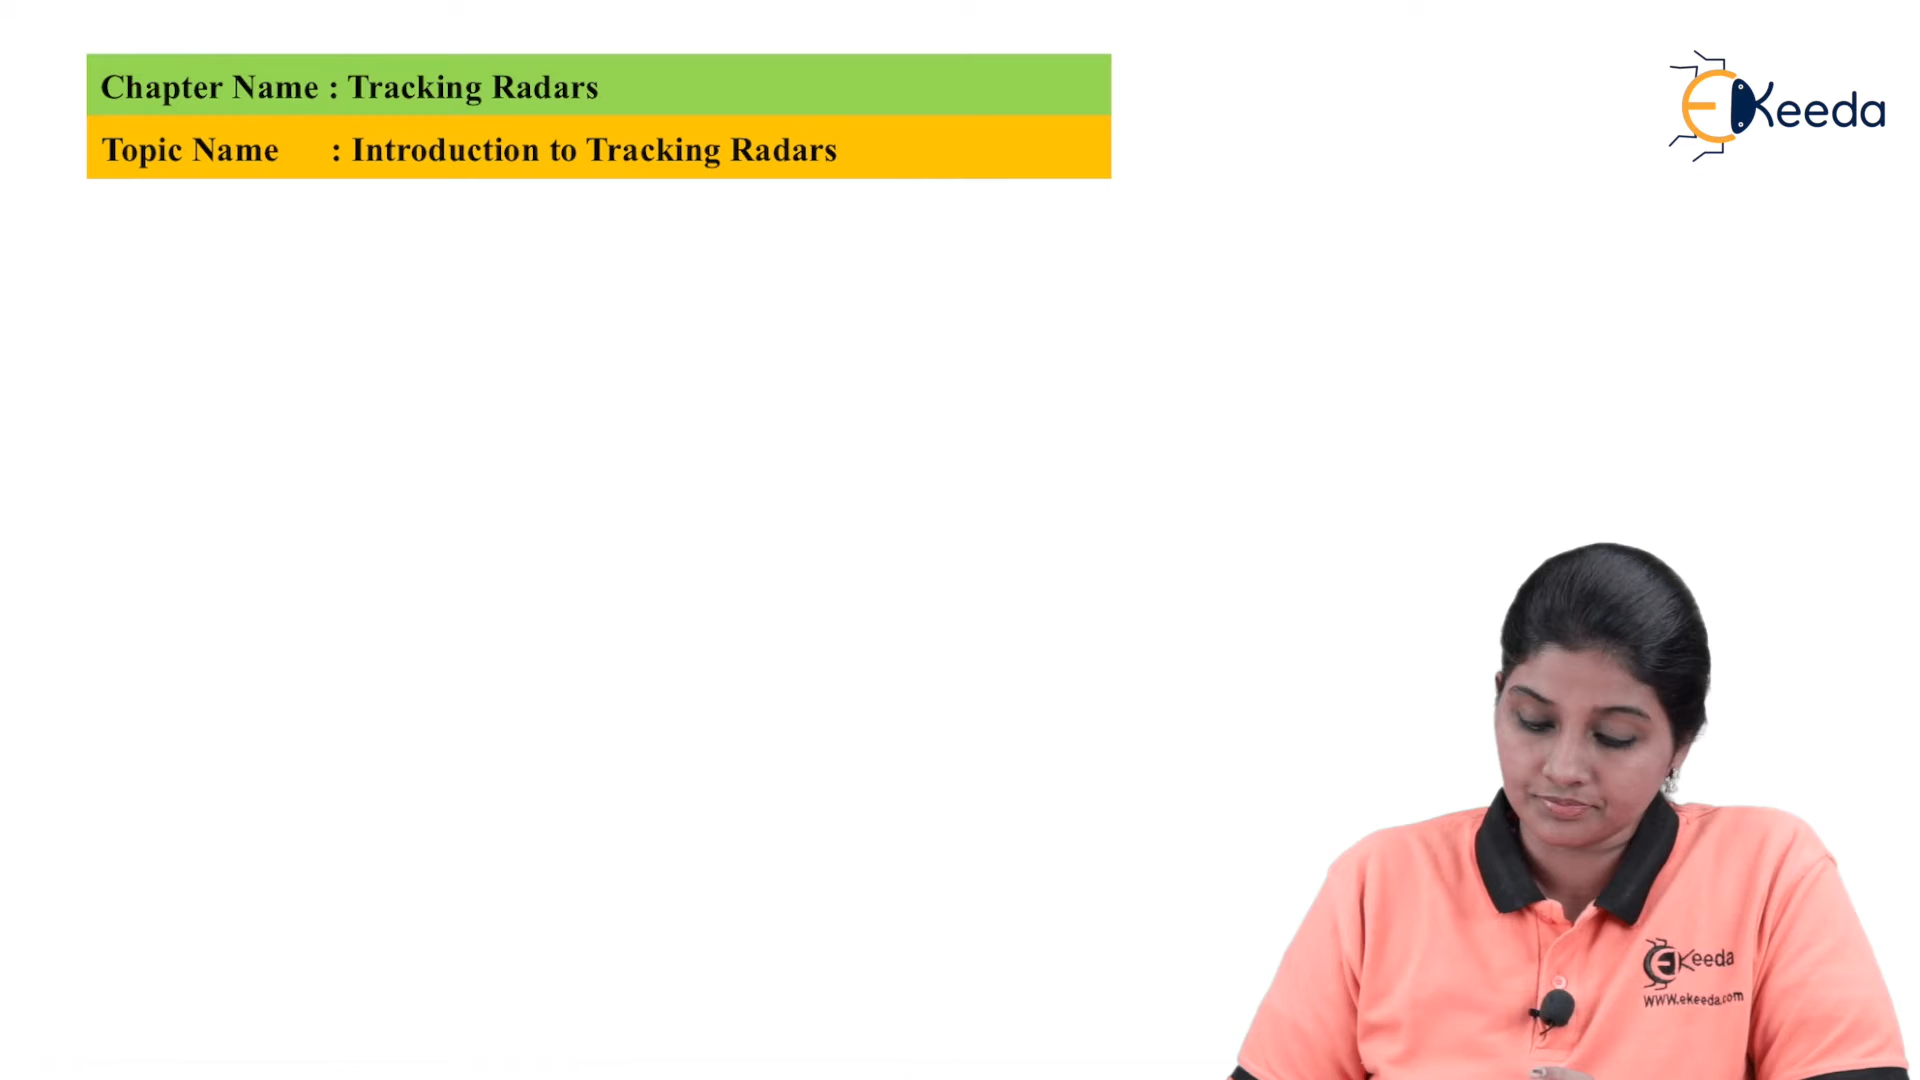 Chapter Name : Tracking Radars
Topic Name : Introduction to Tracking Radars
EKeeda
EKeeda
WWW.ekeeda.com